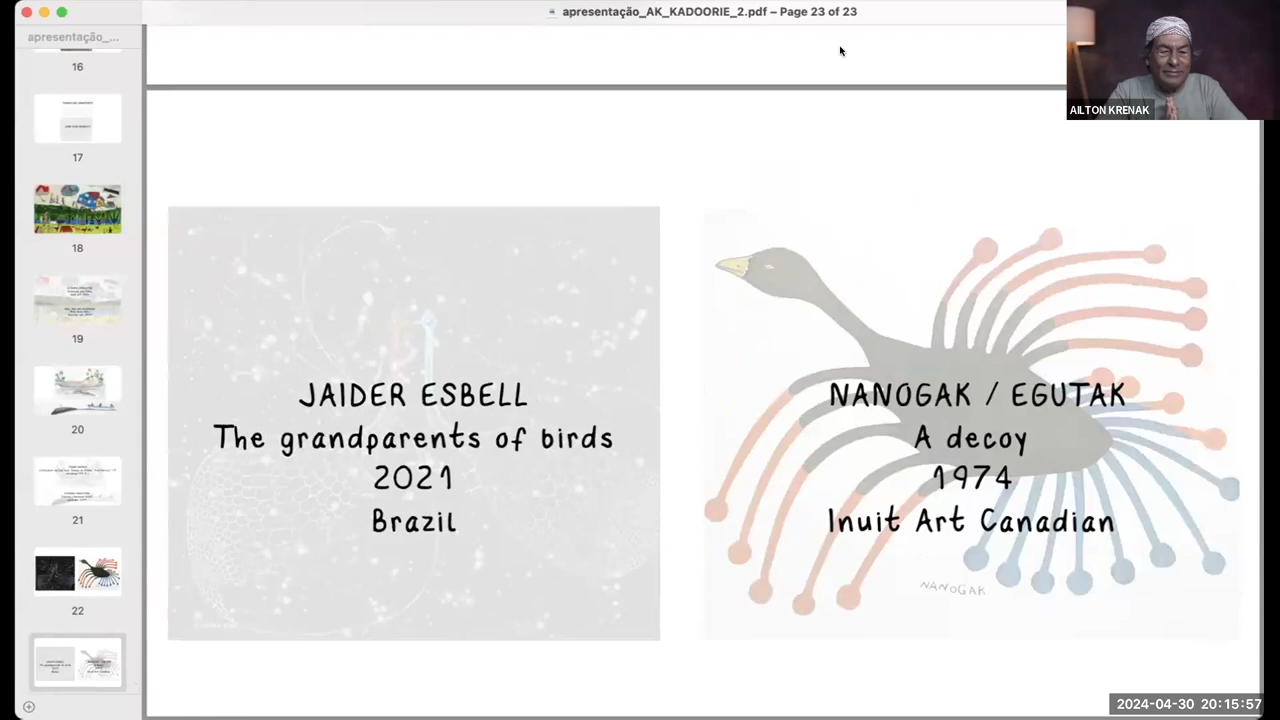 apresentação_AK_KADOORIE_2.pdf – Page 23 of 23
apresentação_...
16
17
18
19
20
21
22
AILTON KRENAK
JAIDER ESBELL
The grandparents of birds
2021
Brazil
NANOGAK / EGUTAK
A decoy
1974
Inuit Art Canadian
NANOGAK
2024-04-30 20:15:57